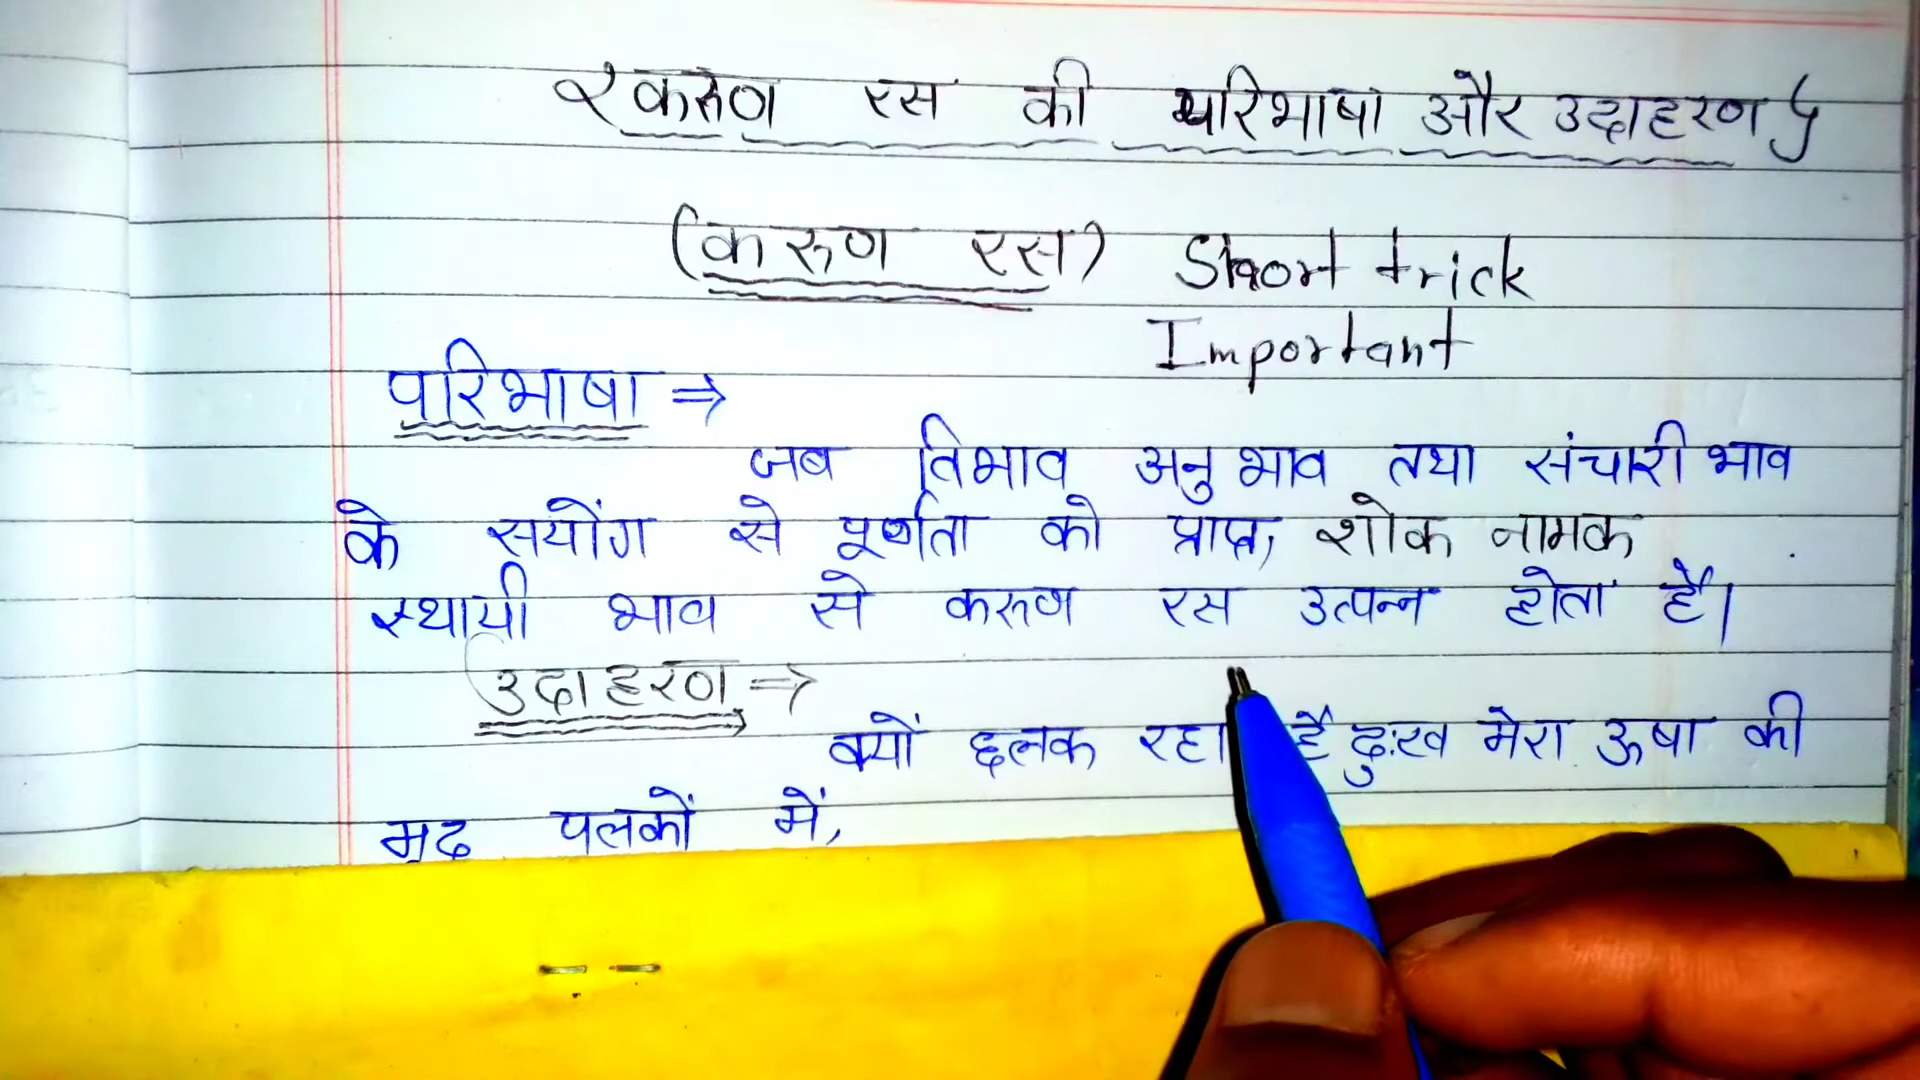 करुण रस की परिभाषा और उदाहरण
(करुण रस) Short trick
Important
परिभाषा ⇒
जब विभाव अनुभाव तथा संचारी भाव
के सयोंग से पूर्णता को प्राप्त, शोक नामक
स्थायी भाव से करुण रस उत्पन्न होता है।
उदाहरण ⇒
क्यों छलक रहा है दुःख मेरा ऊषा की
मृद पलकों में,